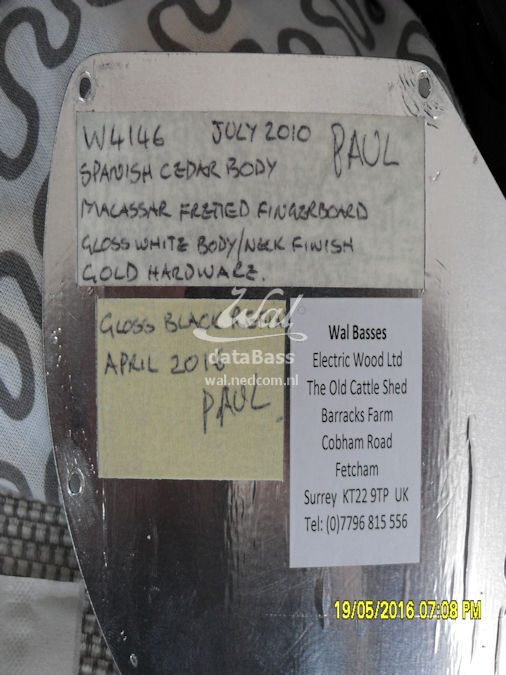 W4146 JULY 2010 PAUL
SPANISH CEDAR BODY
MACASSAR FRETTED FINGERBOARD
GLOSS WHITE BODY/NECK FINISH
GOLD HARDWARE.
GLOSS BLACK
APRIL 2016
PAUL
Wal
dataBass
wal.nedcom.nl
Wal Basses
Electric Wood Ltd
The Old Cattle Shed
Barracks Farm
Cobham Road
Fetcham
Surrey KT22 9TP UK
Tel: (0)7796 815 556
19/05/2016 07:08 PM